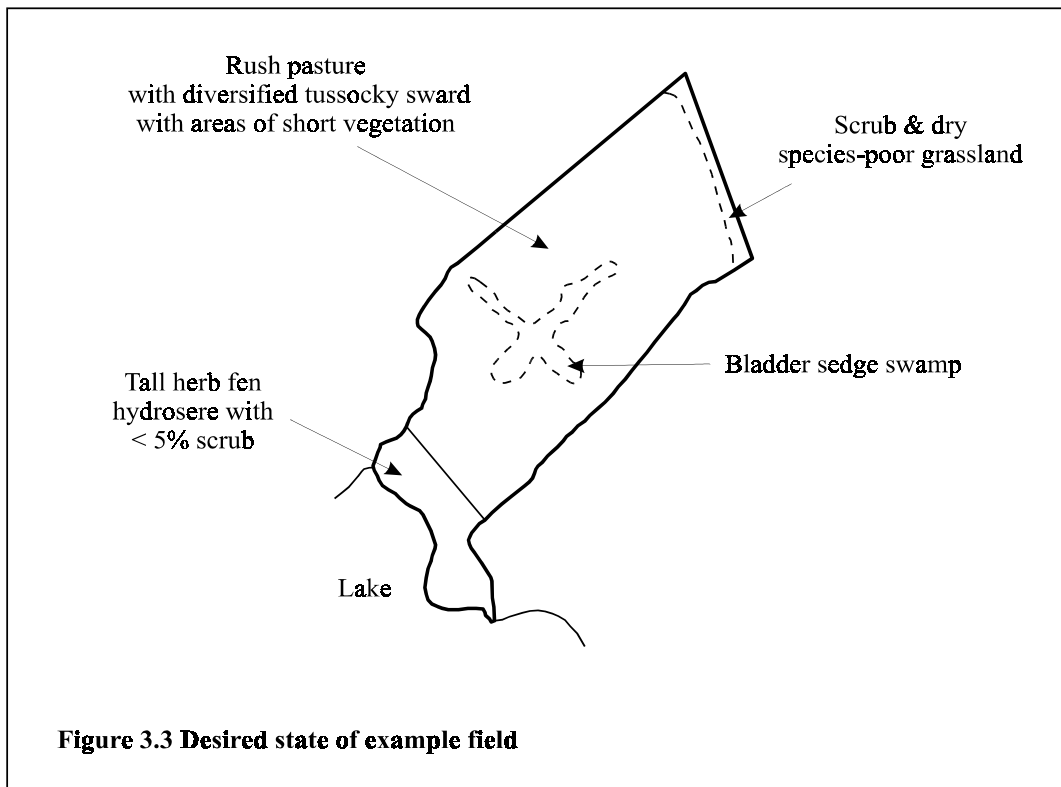 Rush pasture
with diversified tussocky sward
with areas of short vegetation
Scrub & dry
species-poor grassland
Bladder sedge swamp
Tall herb fen
hydrosere with
< 5% scrub
Lake
Figure 3.3 Desired state of example field